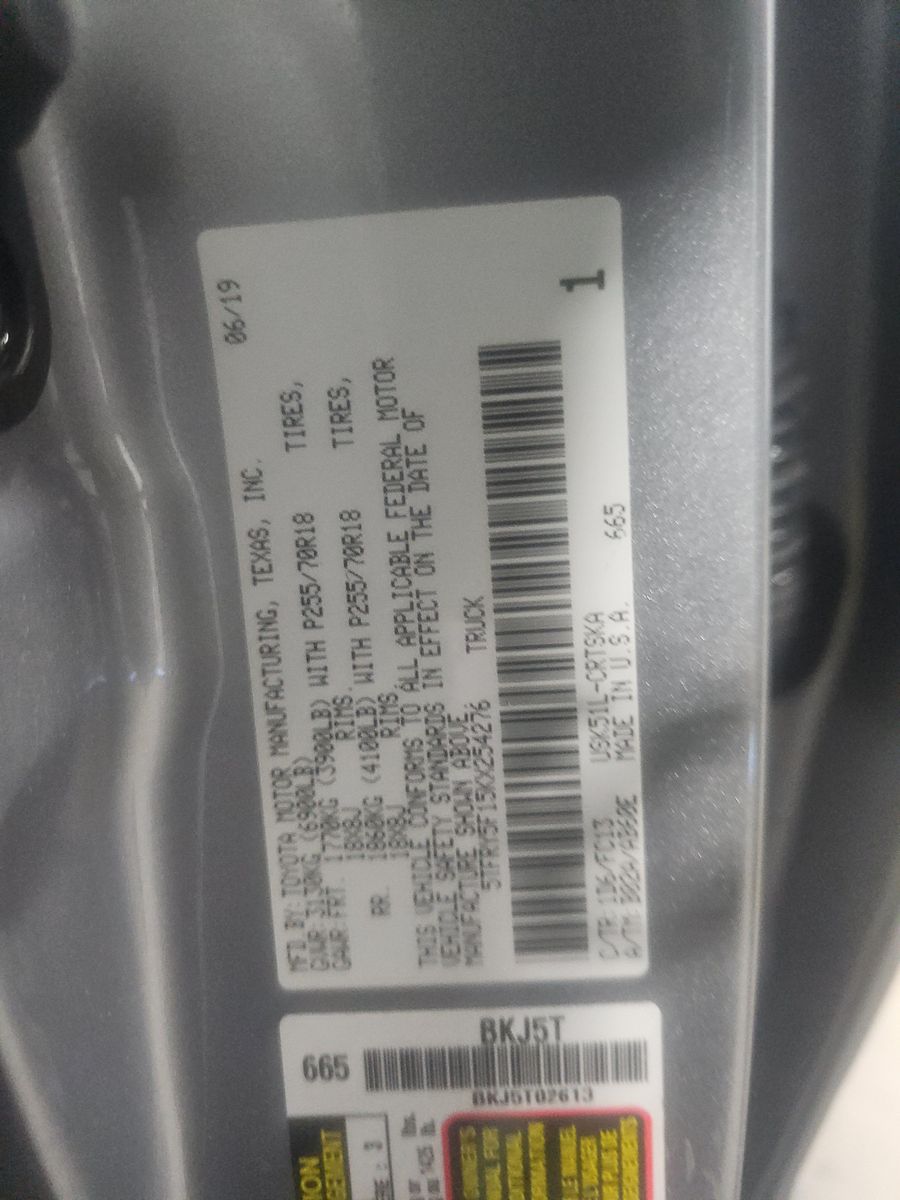 06/19
MFD BY: TOYOTA MOTOR MANUFACTURING, TEXAS, INC.
GVWR: 3130KG (6900LB)
GAWR: FRT. 1770KG (3900LB) WITH P255/70R18 TIRES,
18X8J RIMS.
RR. 1860KG (4100LB) WITH P255/70R18 TIRES,
18X8J RIMS
THIS VEHICLE CONFORMS TO ALL APPLICABLE FEDERAL MOTOR
VEHICLE SAFETY STANDARDS IN EFFECT ON THE DATE OF
MANUFACTURE SHOWN ABOVE.
5TFRY5F15KX254276 TRUCK
1
C/TR: 1D6/FC13 USK51L-CRTSKA
A/TM: B02A/AB60E MADE IN U.S.A. 665
665
BKJ5T
BKJ5T02613